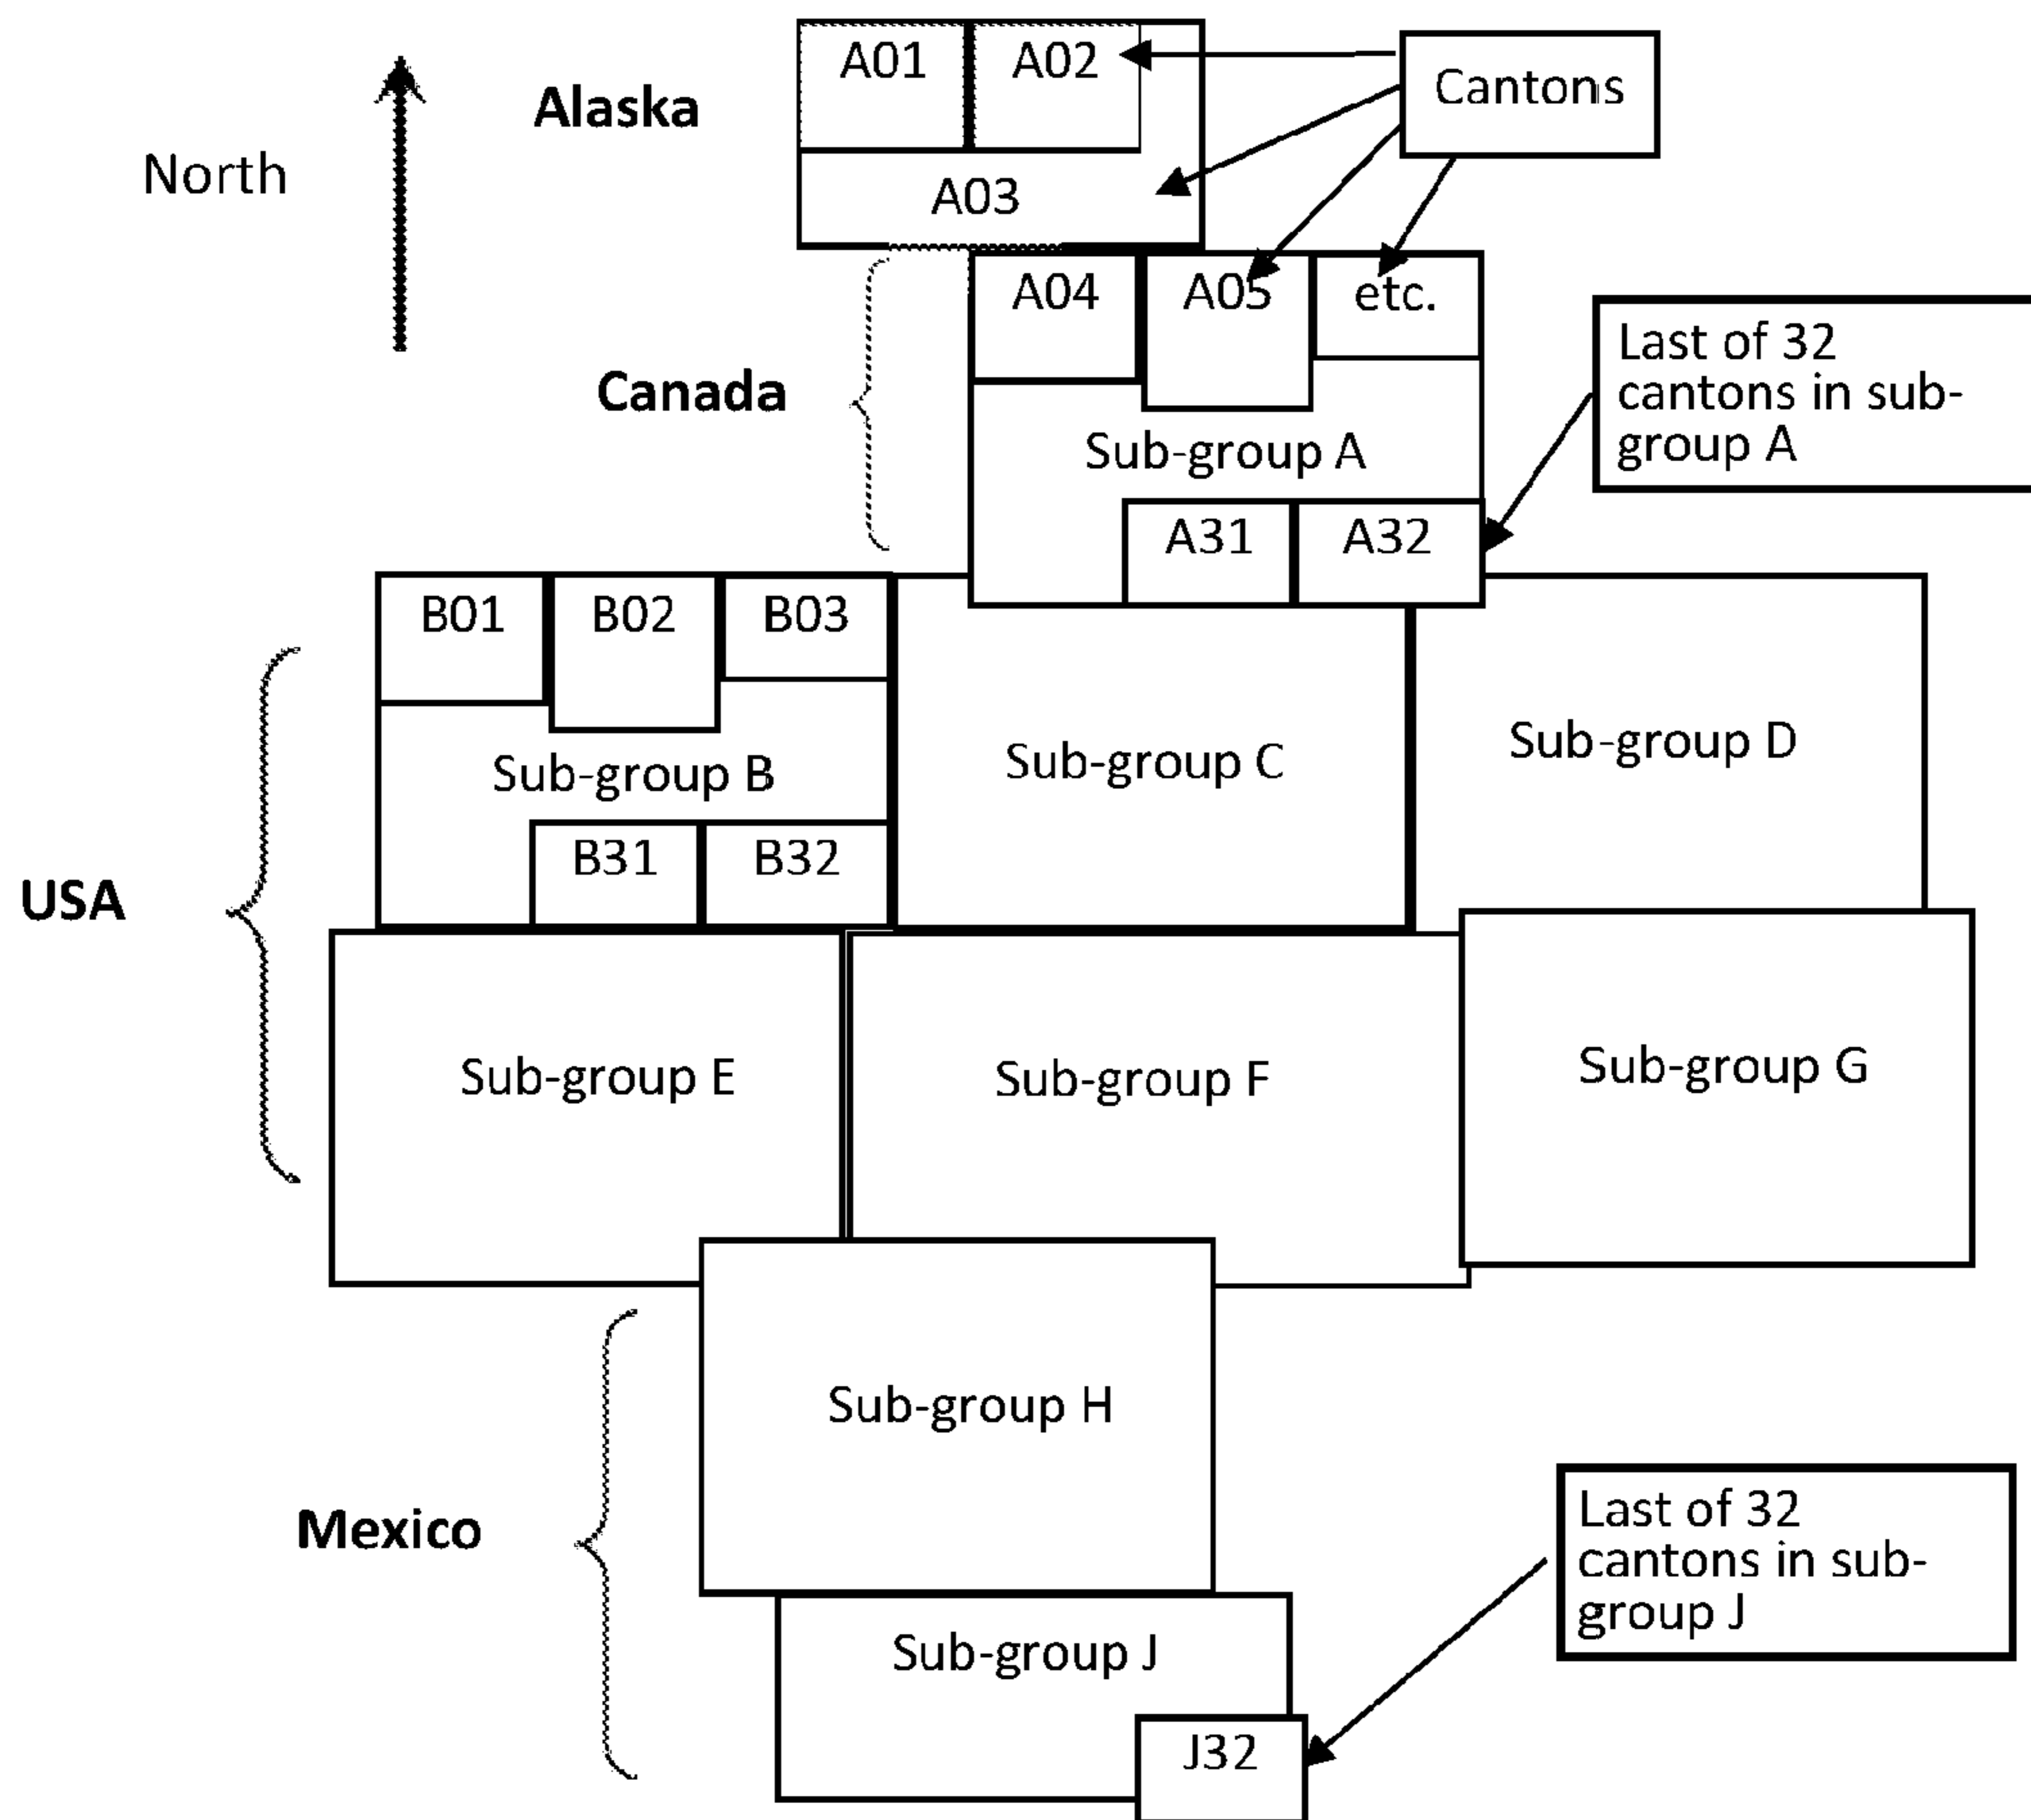 A01
A02
Cantons
Alaska
North
A03
A04
A05
etc.
Last of 32
cantons in sub-
group A
Canada
Sub-group A
A31
A32
B01
B02
B03
Sub-group B
Sub-group C
Sub-group D
B31
B32
USA
Sub-group E
Sub-group F
Sub-group G
Sub-group H
Mexico
Last of 32
cantons in sub-
group J
Sub-group J
J32